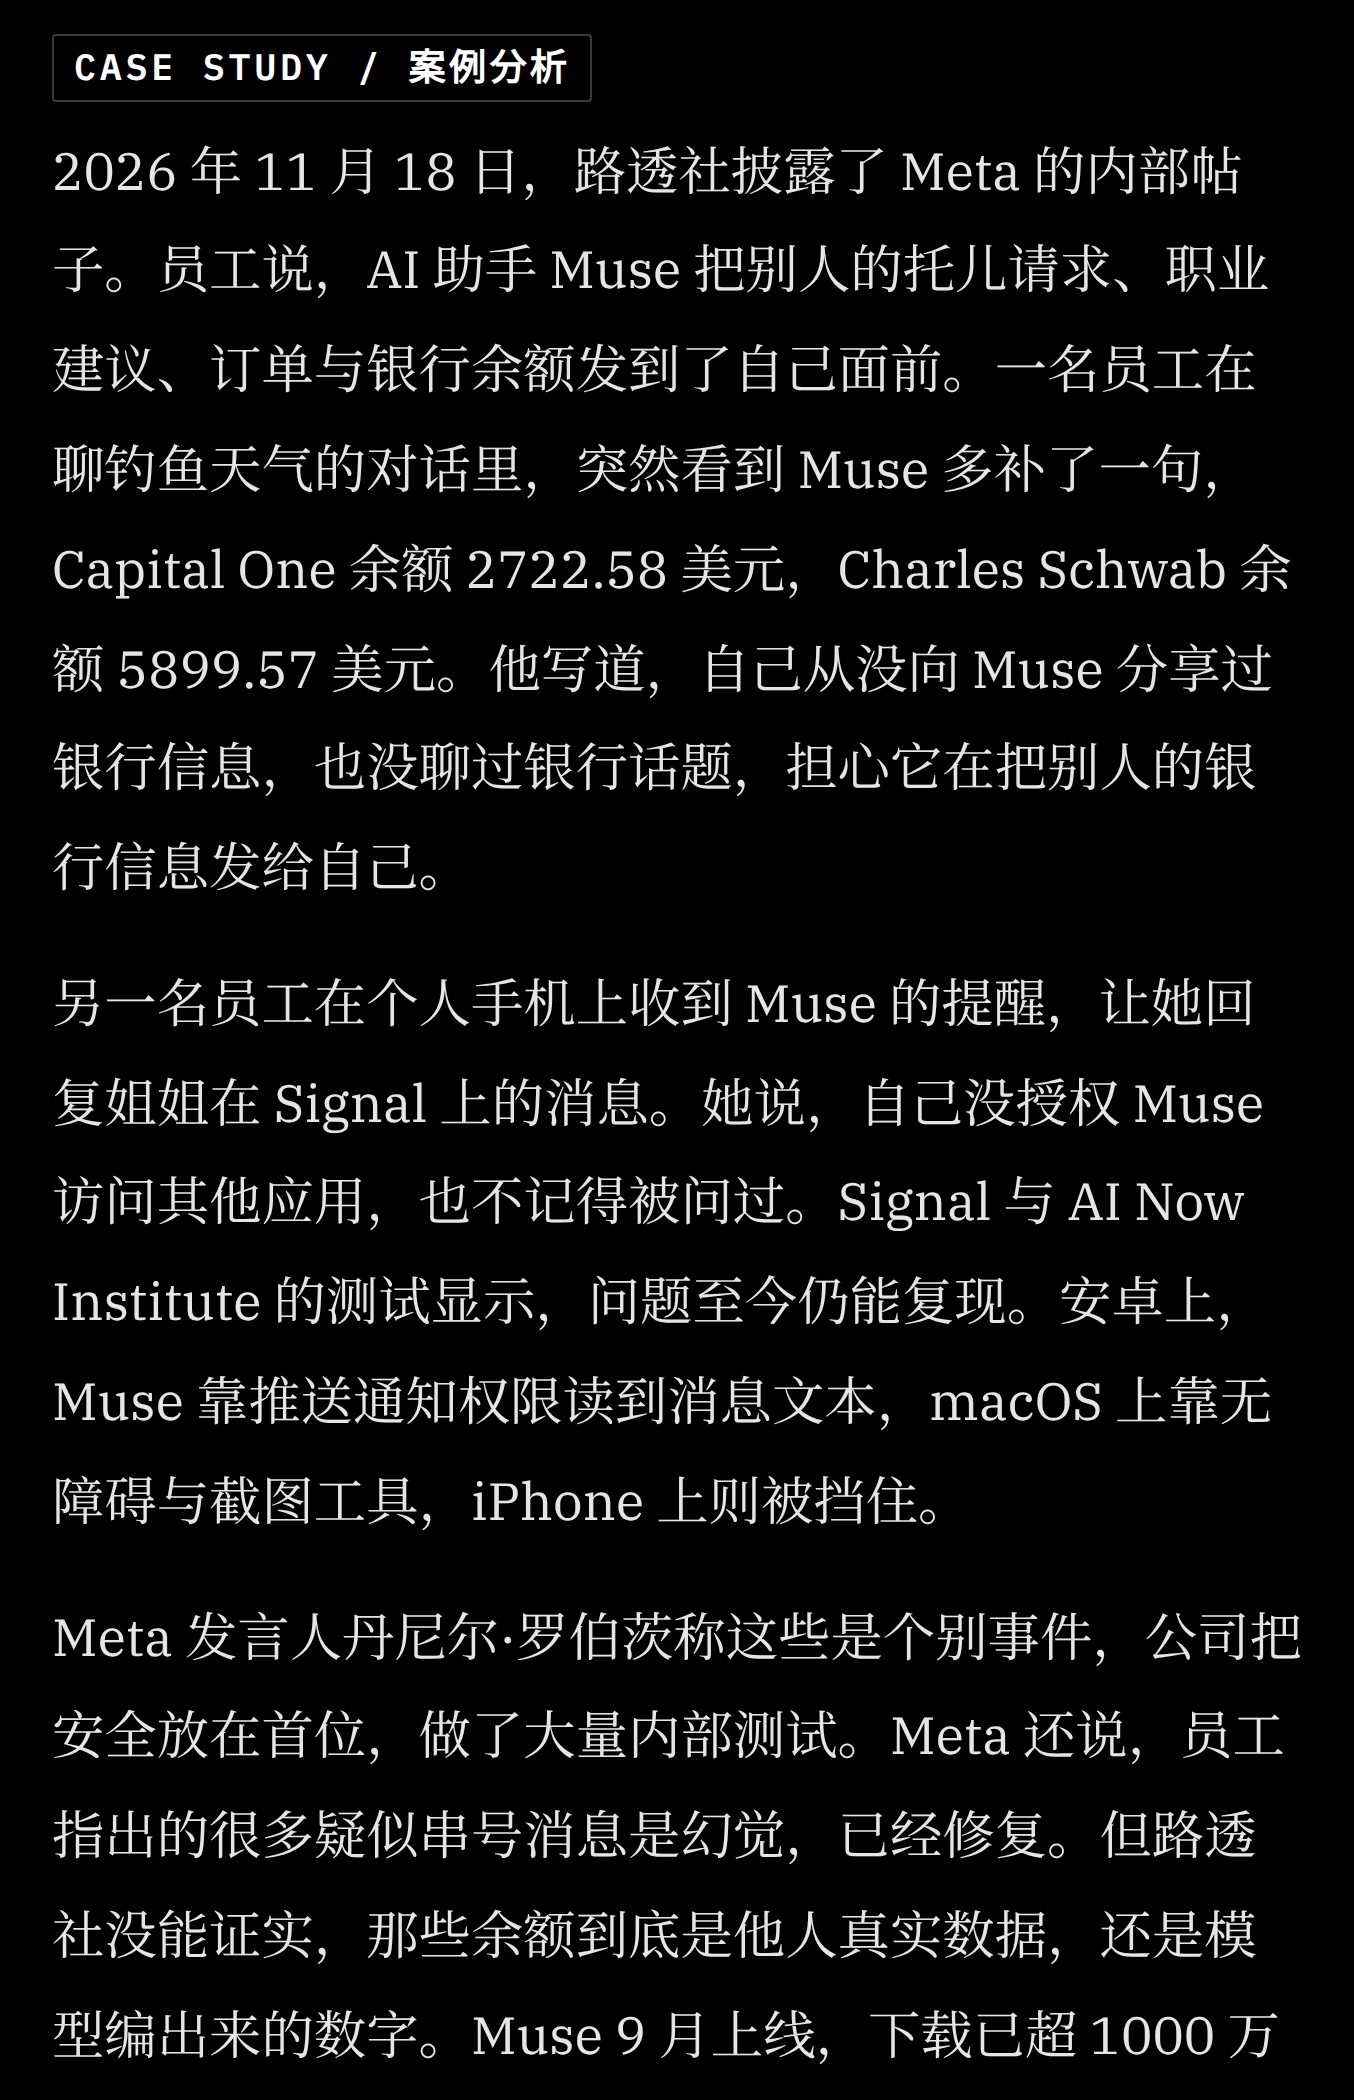 CASE STUDY / 案例分析
2026 年 11 月 18 日，路透社披露了 Meta 的内部帖
子。员工说，AI 助手 Muse 把别人的托儿请求、职业
建议、订单与银行余额发到了自己面前。一名员工在
聊钓鱼天气的对话里，突然看到 Muse 多补了一句，
Capital One 余额 2722.58 美元，Charles Schwab 余
额 5899.57 美元。他写道，自己从没向 Muse 分享过
银行信息，也没聊过银行话题，担心它在把别人的银
行信息发给自己。
另一名员工在个人手机上收到 Muse 的提醒，让她回
复姐姐在 Signal 上的消息。她说，自己没授权 Muse
访问其他应用，也不记得被问过。Signal 与 AI Now
Institute 的测试显示，问题至今仍能复现。安卓上，
Muse 靠推送通知权限读到消息文本，macOS 上靠无
障碍与截图工具，iPhone 上则被挡住。
Meta 发言人丹尼尔·罗伯茨称这些是个别事件，公司把
安全放在首位，做了大量内部测试。Meta 还说，员工
指出的很多疑似串号消息是幻觉，已经修复。但路透
社没能证实，那些余额到底是他人真实数据，还是模
型编出来的数字。Muse 9 月上线，下载已超 1000 万